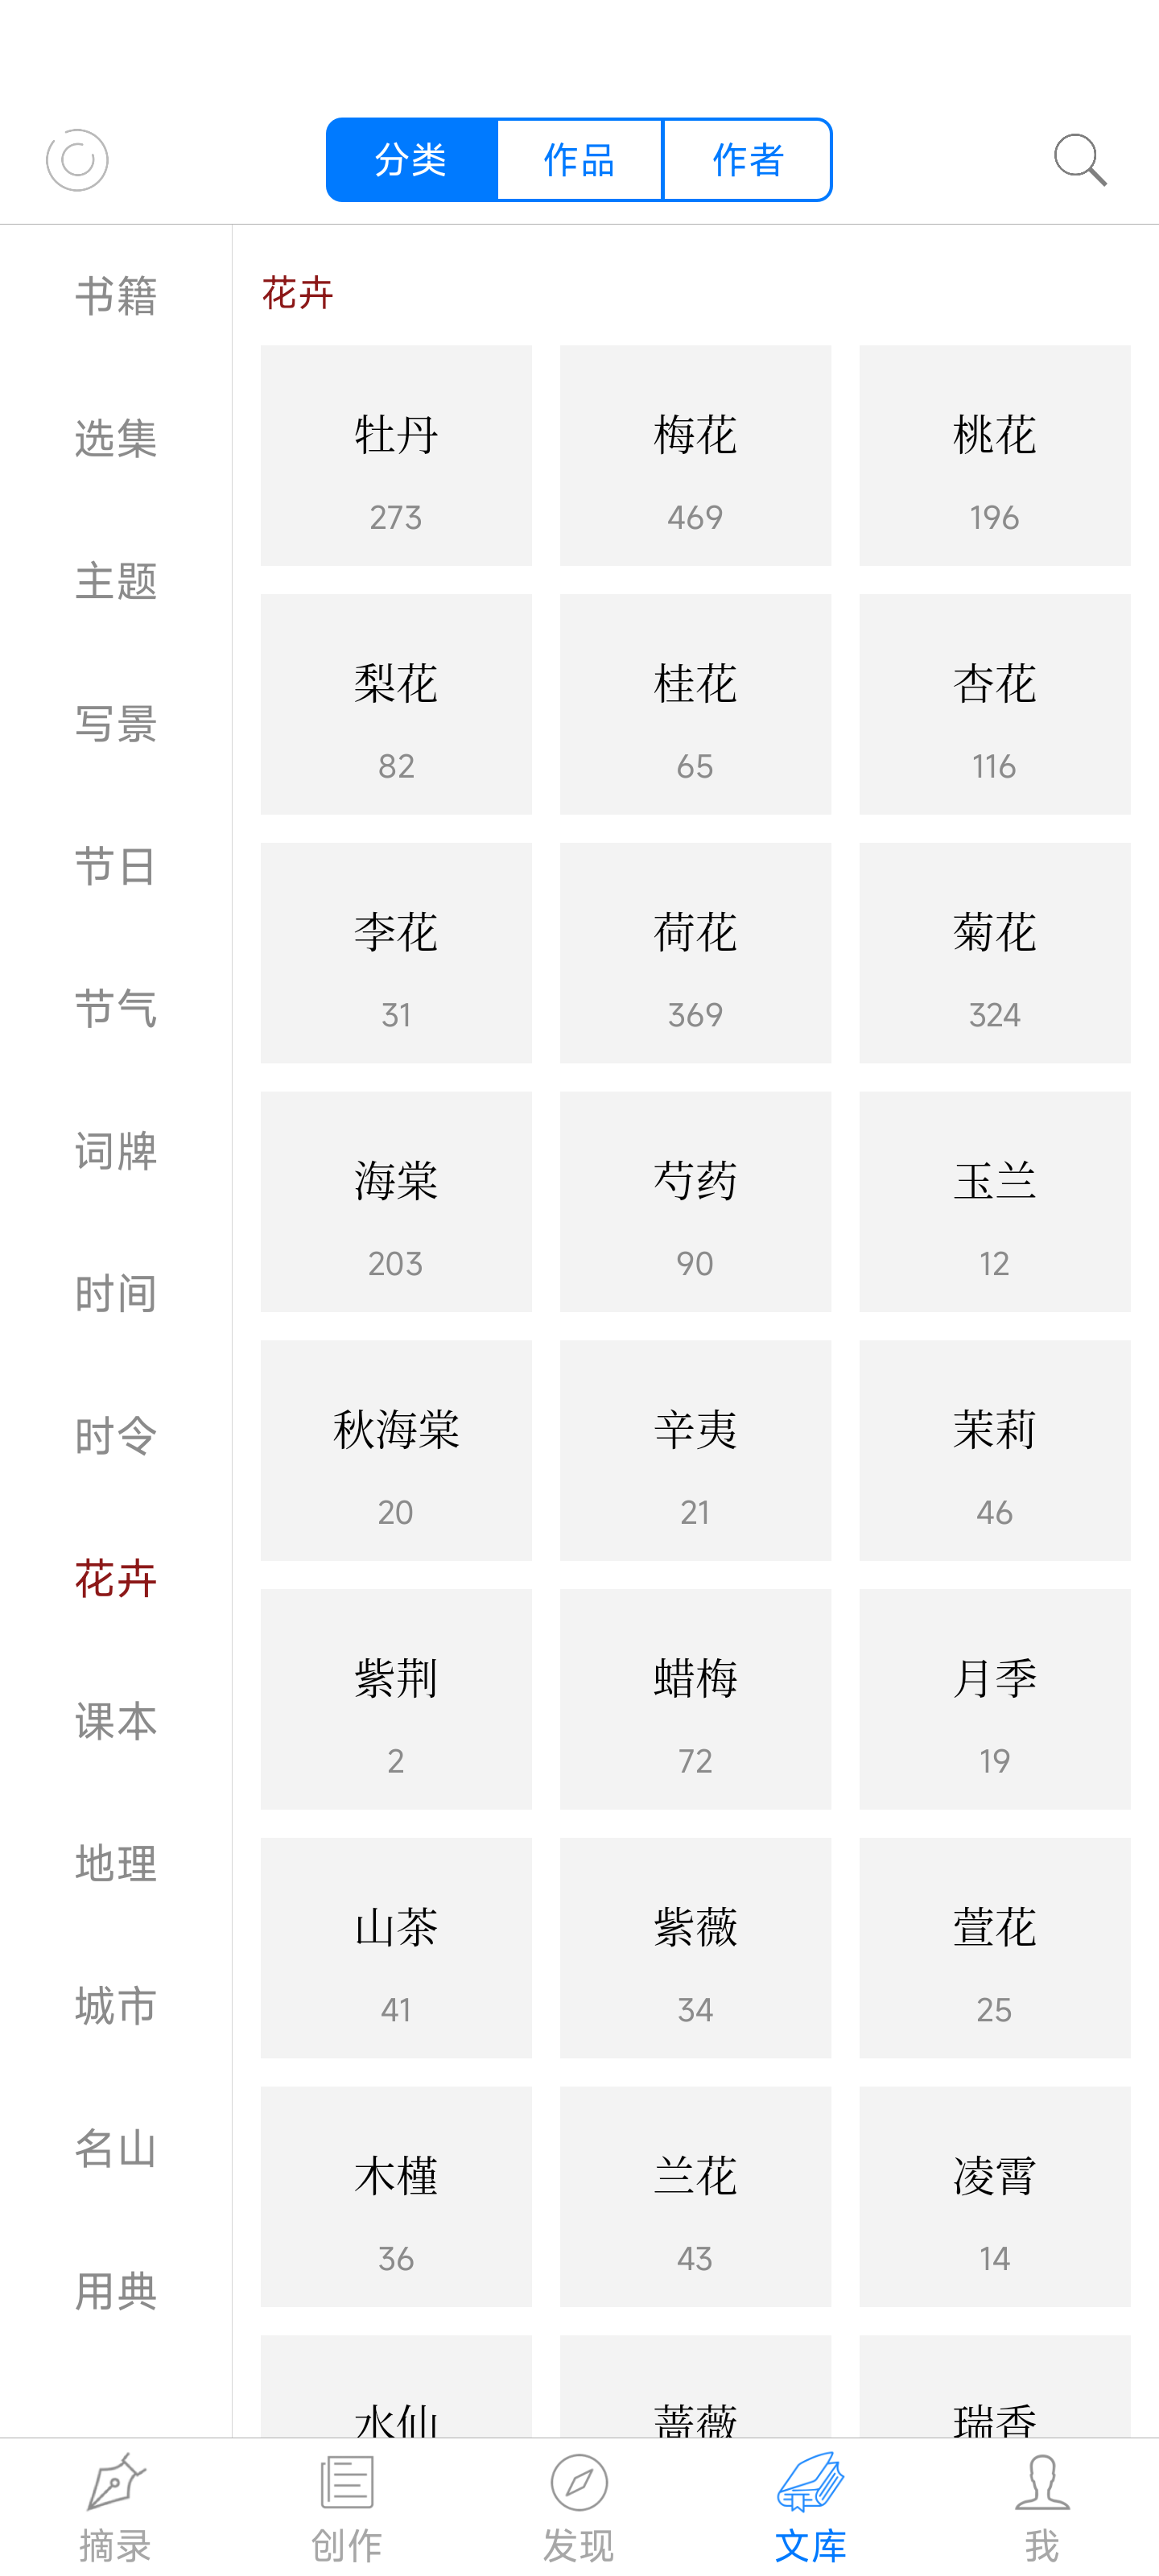 分类 作品 作者
书籍
选集
主题
写景
节日
节气
词牌
时间
时令
花卉
课本
地理
城市
名山
用典
花卉
牡丹 梅花 桃花
273 469 196
梨花 桂花 杏花
82 65 116
李花 荷花 菊花
31 369 324
海棠 芍药 玉兰
203 90 12
秋海棠 辛夷 茉莉
20 21 46
紫荆 蜡梅 月季
2 72 19
山茶 紫薇 萱花
41 34 25
木槿 兰花 凌霄
36 43 14
水仙 蔷薇 瑞香
摘录 创作 发现 文库 我